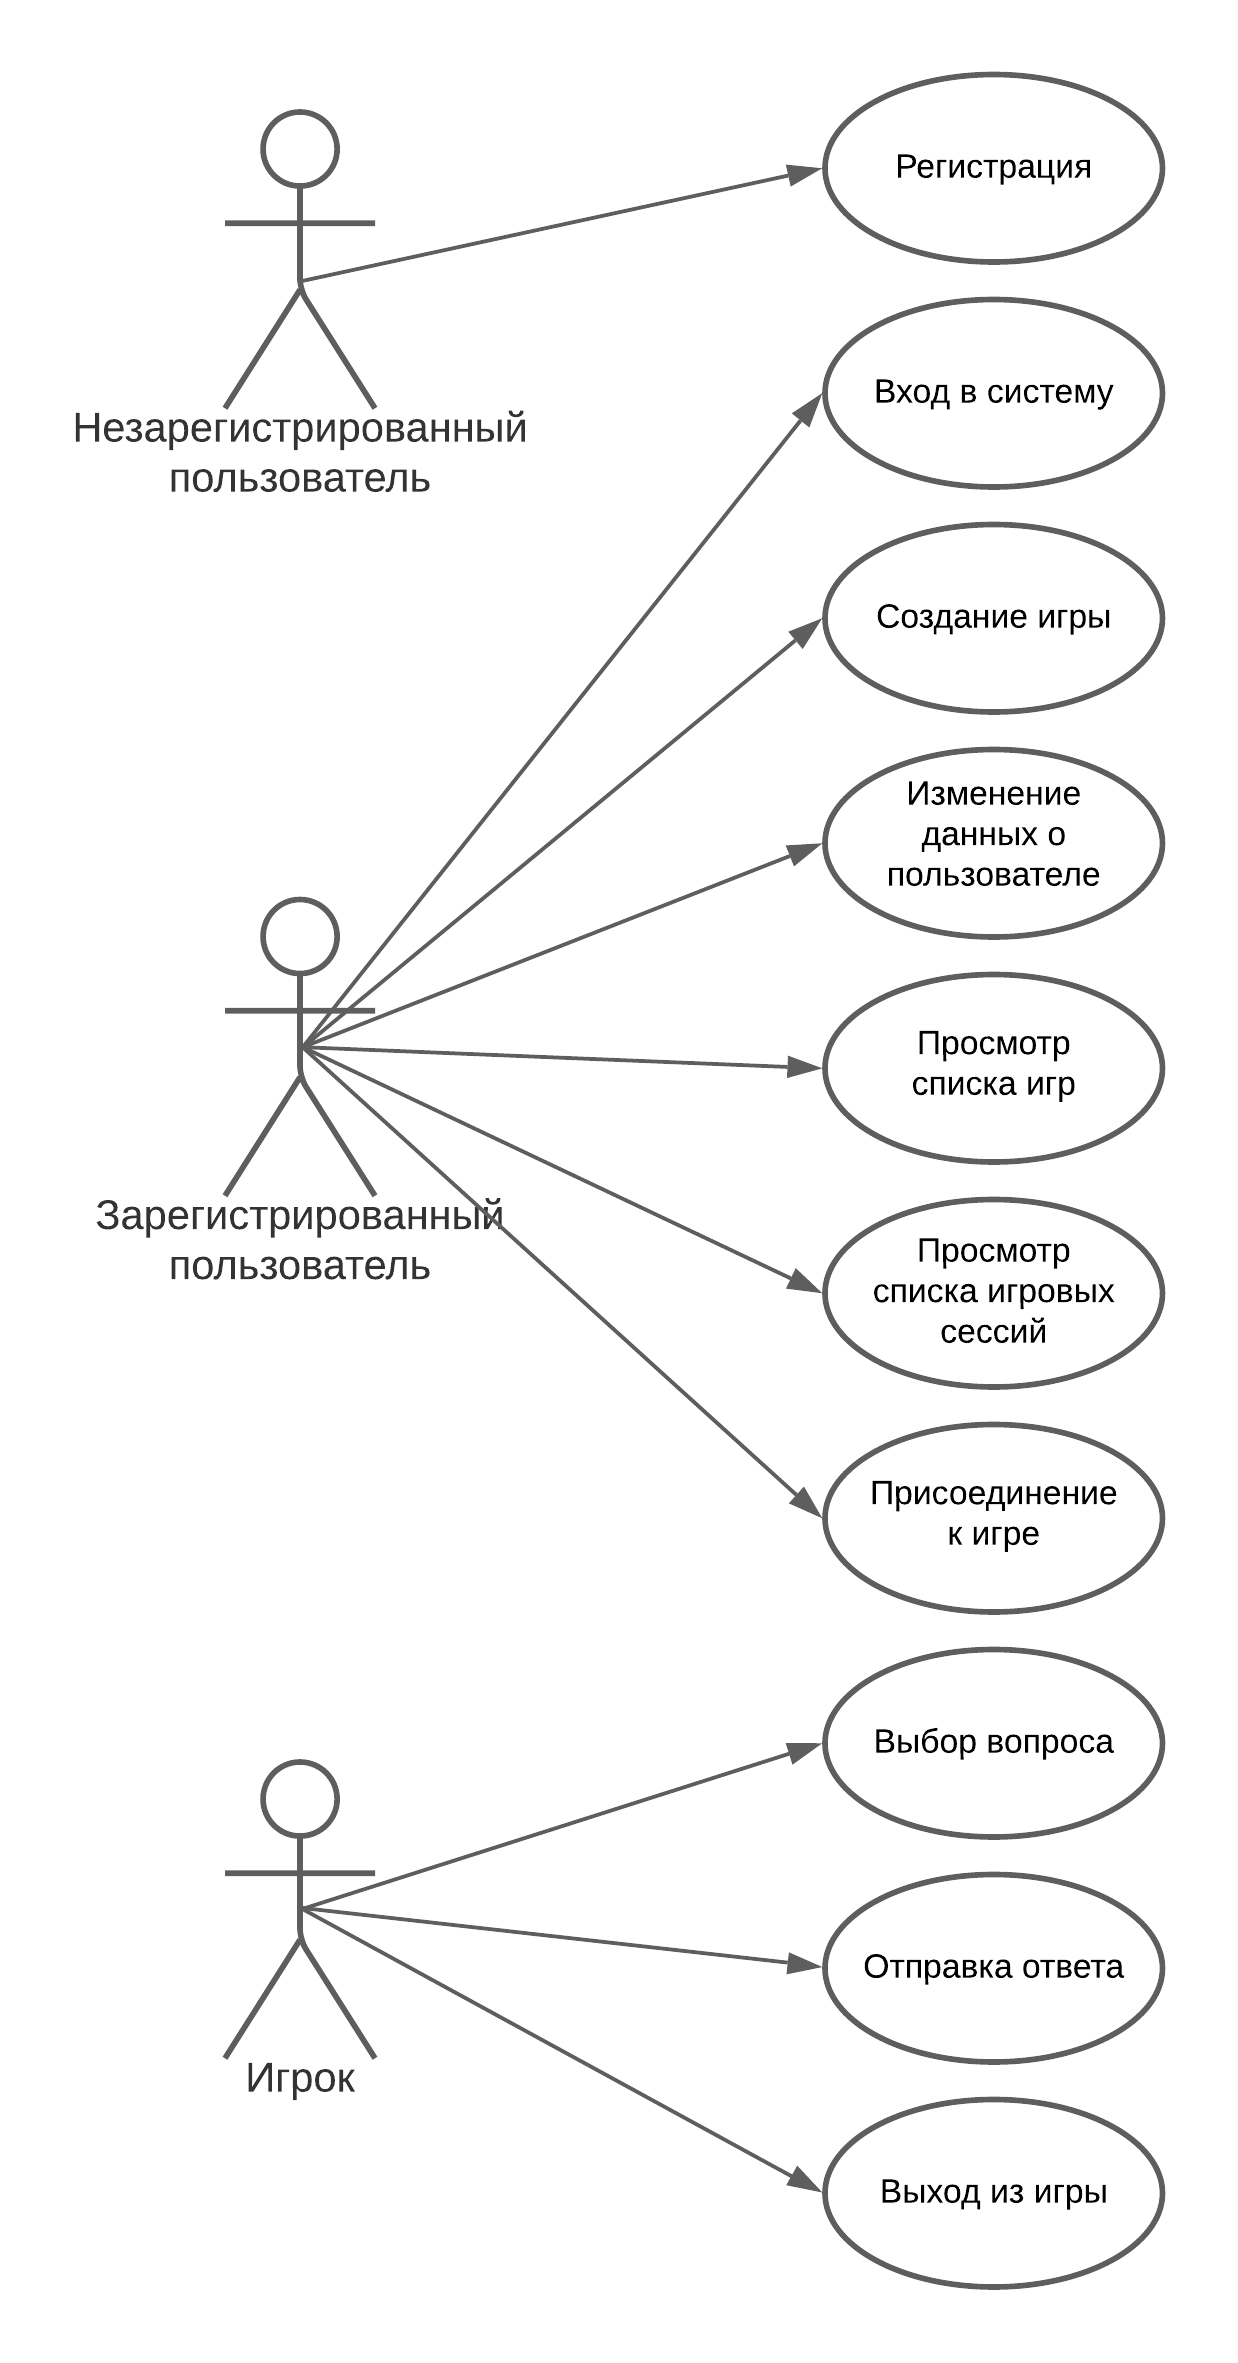 Регистрация
Незарегистрированный
пользователь
Вход в систему
Создание игры
Изменение
данных о
пользователе
Зарегистрированный
пользователь
Просмотр
списка игр
Просмотр
списка игровых
сессий
Присоединение
к игре
Игрок
Выбор вопроса
Отправка ответа
Выход из игры